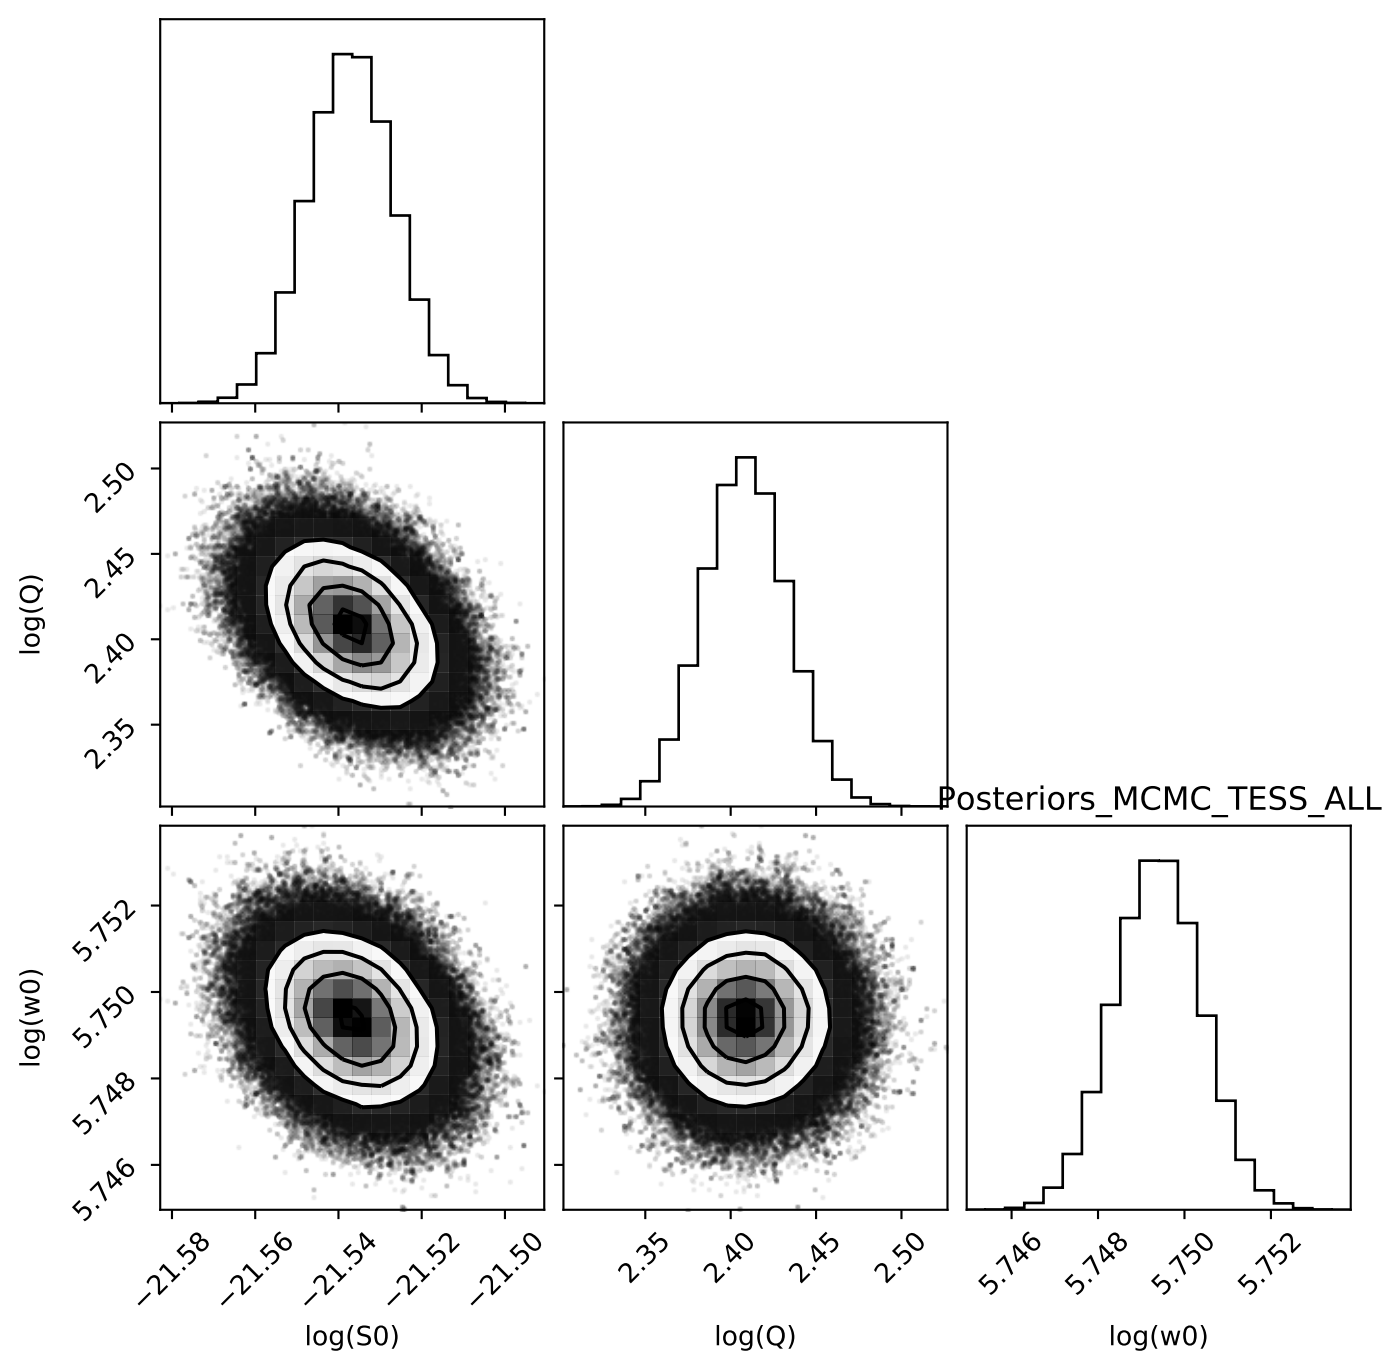 2.50
2.45
2.40
2.35
log(Q)
Posteriors_MCMC_TESS_ALL
5.752
5.750
5.748
5.746
log(w0)
−21.58 −21.56 −21.54 −21.52 −21.50 2.35 2.40 2.45 2.50 5.746 5.748 5.750 5.752
log(S0) log(Q) log(w0)